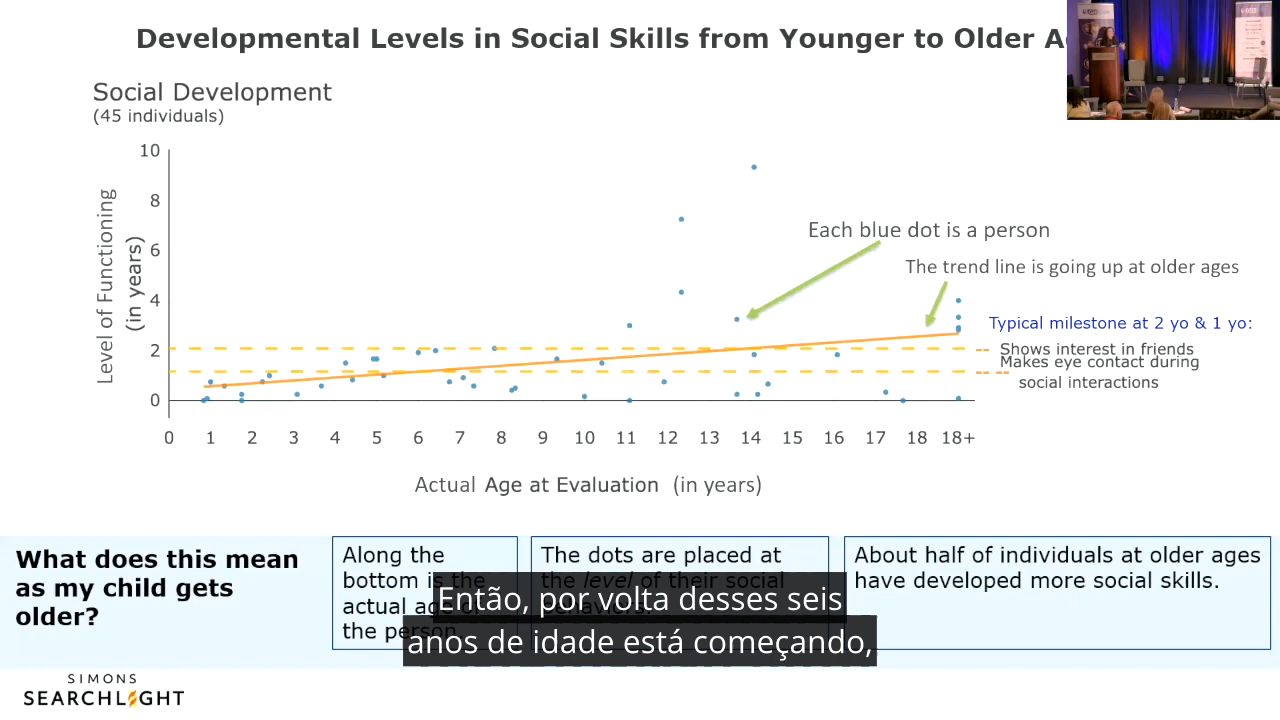 Developmental Levels in Social Skills from Younger to Older
Social Development
(45 individuals)
Level of Functioning
(in years)
10
8
6
4
2
0
Each blue dot is a person
The trend line is going up at older ages
Typical milestone at 2 yo & 1 yo:
Shows interest in friends
Makes eye contact during
social interactions
0 1 2 3 4 5 6 7 8 9 10 11 12 13 14 15 16 17 18 18+
Actual Age at Evaluation (in years)
What does this mean
as my child gets
older?
Along the
bottom is the
actual age of
the person
The dots are placed at
the level of their social
behaviors.
About half of individuals at older ages
have developed more social skills.
Então, por volta desses seis
anos de idade está começando,
SIMONS
SEARCHLIGHT